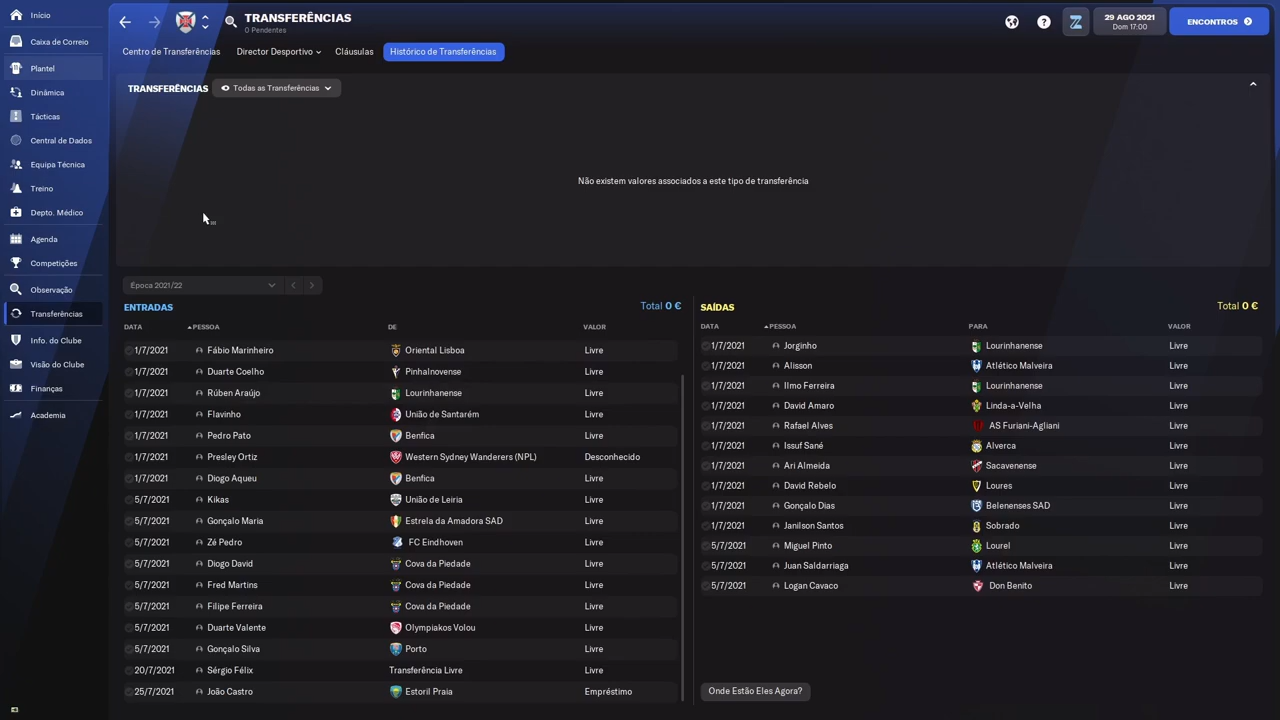 Início
Caixa de Correio
Plantel
Dinâmica
Tácticas
Central de Dados
Equipa Técnica
Treino
Depto. Médico
Agenda
Competições
Observação
Transferências
Info. do Clube
Visão do Clube
Finanças
Academia
TRANSFERÊNCIAS
0 Pendentes
29 AGO 2021
Dom 17:00
ENCONTROS
Centro de Transferências Director Desportivo Cláusulas Histórico de Transferências
TRANSFERÊNCIAS Todas as Transferências
Não existem valores associados a este tipo de transferência
Época 2021/22
ENTRADAS Total 0 €
DATA PESSOA DE VALOR
1/7/2021 Fábio Marinheiro Oriental Lisboa Livre
1/7/2021 Duarte Coelho Pinhalnovense Livre
1/7/2021 Rúben Araújo Lourinhanense Livre
1/7/2021 Flavinho União de Santarém Livre
1/7/2021 Pedro Pato Benfica Livre
1/7/2021 Presley Ortiz Western Sydney Wanderers (NPL) Desconhecido
1/7/2021 Diogo Aqueu Benfica Livre
5/7/2021 Kikas União de Leiria Livre
5/7/2021 Gonçalo Maria Estrela da Amadora SAD Livre
5/7/2021 Zé Pedro FC Eindhoven Livre
5/7/2021 Diogo David Cova da Piedade Livre
5/7/2021 Fred Martins Cova da Piedade Livre
5/7/2021 Filipe Ferreira Cova da Piedade Livre
5/7/2021 Duarte Valente Olympiakos Volou Livre
5/7/2021 Gonçalo Silva Porto Livre
20/7/2021 Sérgio Félix Transferência Livre Livre
25/7/2021 João Castro Estoril Praia Empréstimo
SAÍDAS Total 0 €
DATA PESSOA PARA VALOR
1/7/2021 Jorginho Lourinhanense Livre
1/7/2021 Alisson Atlético Malveira Livre
1/7/2021 Ilmo Ferreira Lourinhanense Livre
1/7/2021 David Amaro Linda-a-Velha Livre
1/7/2021 Rafael Alves AS Furiani-Agliani Livre
1/7/2021 Issuf Sané Alverca Livre
1/7/2021 Ari Almeida Sacavenense Livre
1/7/2021 David Rebelo Loures Livre
1/7/2021 Gonçalo Dias Belenenses SAD Livre
1/7/2021 Janilson Santos Sobrado Livre
5/7/2021 Miguel Pinto Lourel Livre
5/7/2021 Juan Saldarriaga Atlético Malveira Livre
5/7/2021 Logan Cavaco Don Benito Livre
Onde Estão Eles Agora?